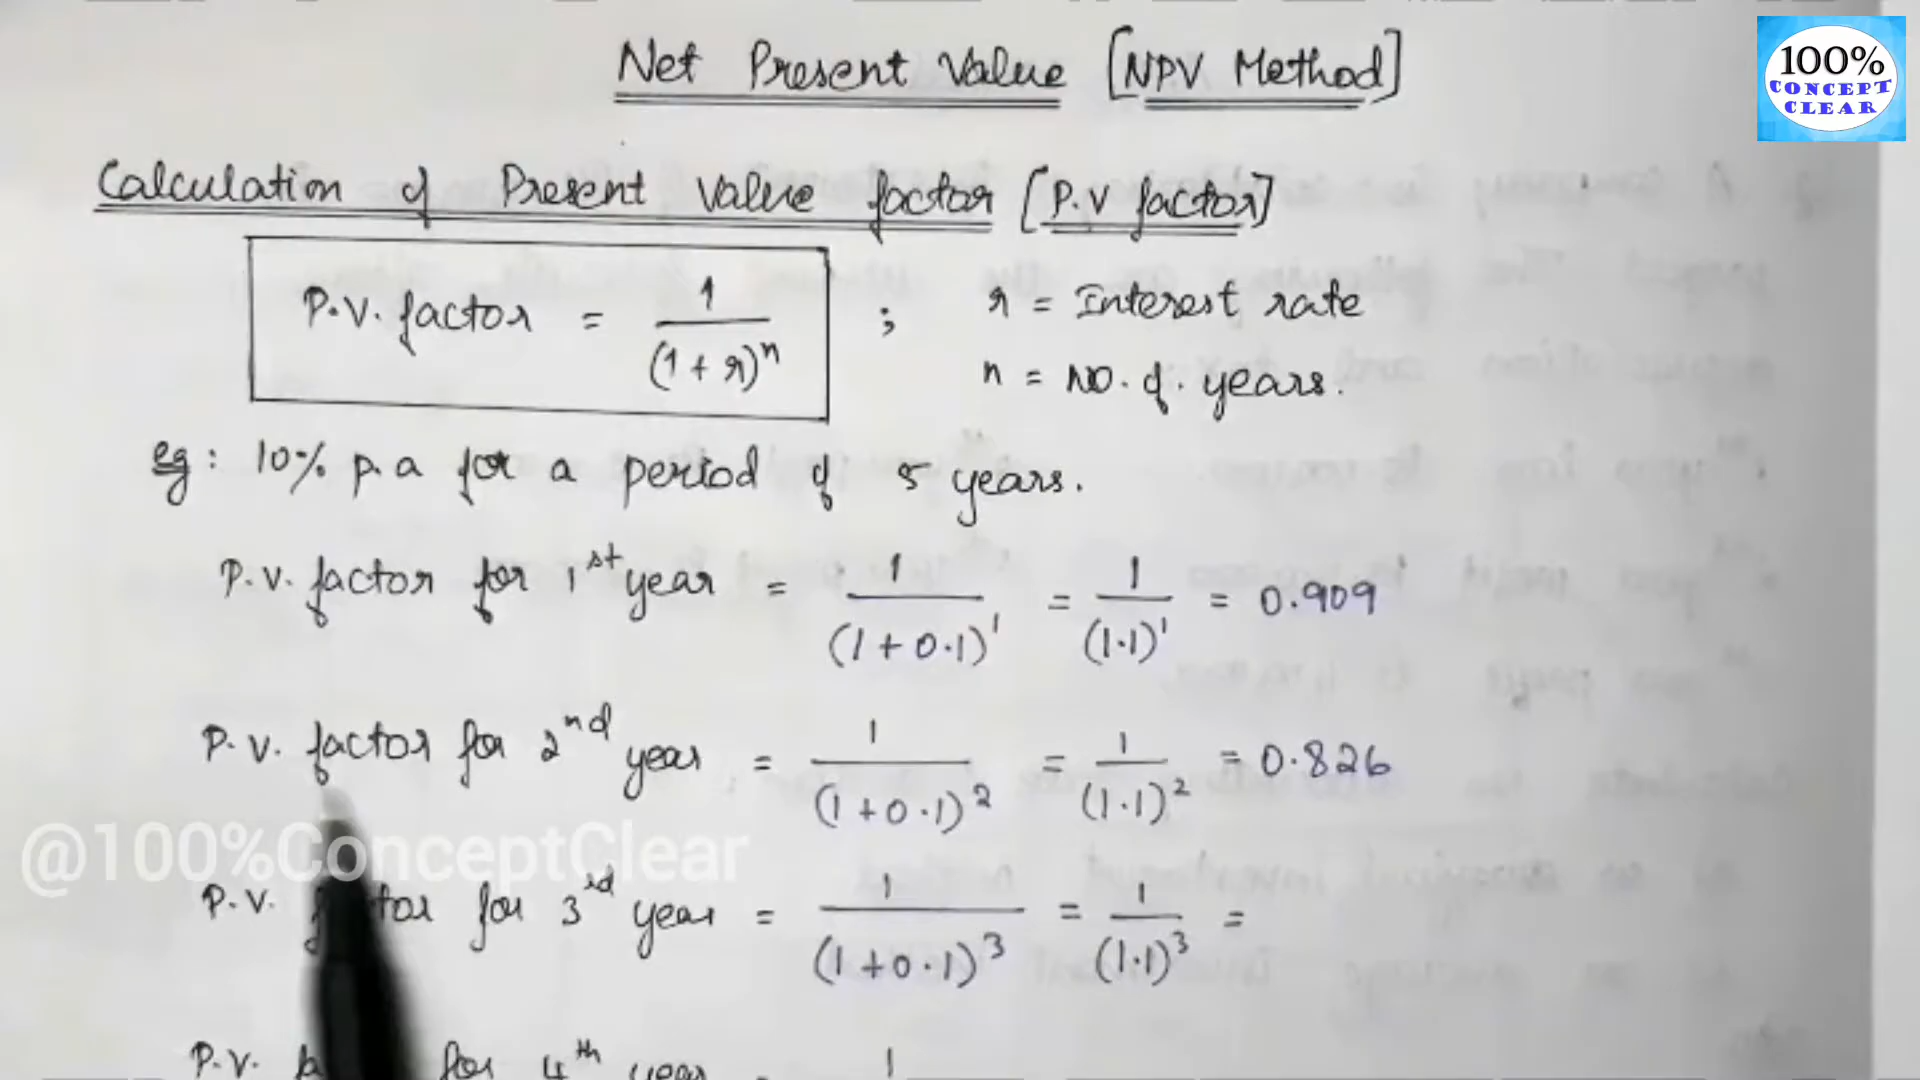 Net Present Value [NPV Method]
100%
CONCEPT
CLEAR
Calculation of Present Value factor [P.V factor]
P.V. factor = 1/(1 + r)^n ; r = Interest rate
n = NO. of. years.
eg : 10% p.a for a period of 5 years.
P.V. factor for 1st year = 1/(1+0.1)^1 = 1/(1.1)^1 = 0.909
P.V. factor for 2nd year = 1/(1+0.1)^2 = 1/(1.1)^2 = 0.826
@100%ConceptClear
P.V. factor for 3rd year = 1/(1+0.1)^3 = 1/(1.1)^3 =
P.V. for 4th year = 1